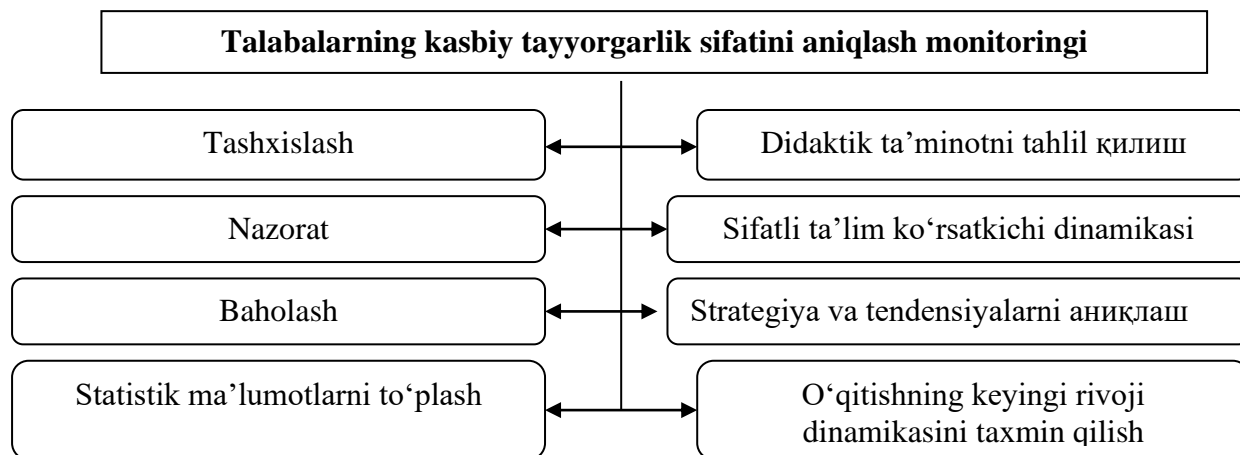 Talabalarning kasbiy tayyorgarlik sifatini aniqlash monitoringi
Tashxislash
Didaktik ta’minotni tahlil қилиш
Nazorat
Sifatli ta’lim ko‘rsatkichi dinamikasi
Baholash
Strategiya va tendensiyalarni аниқлаш
Statistik ma’lumotlarni to‘plash
O‘qitishning keyingi rivoji
dinamikasini taxmin qilish